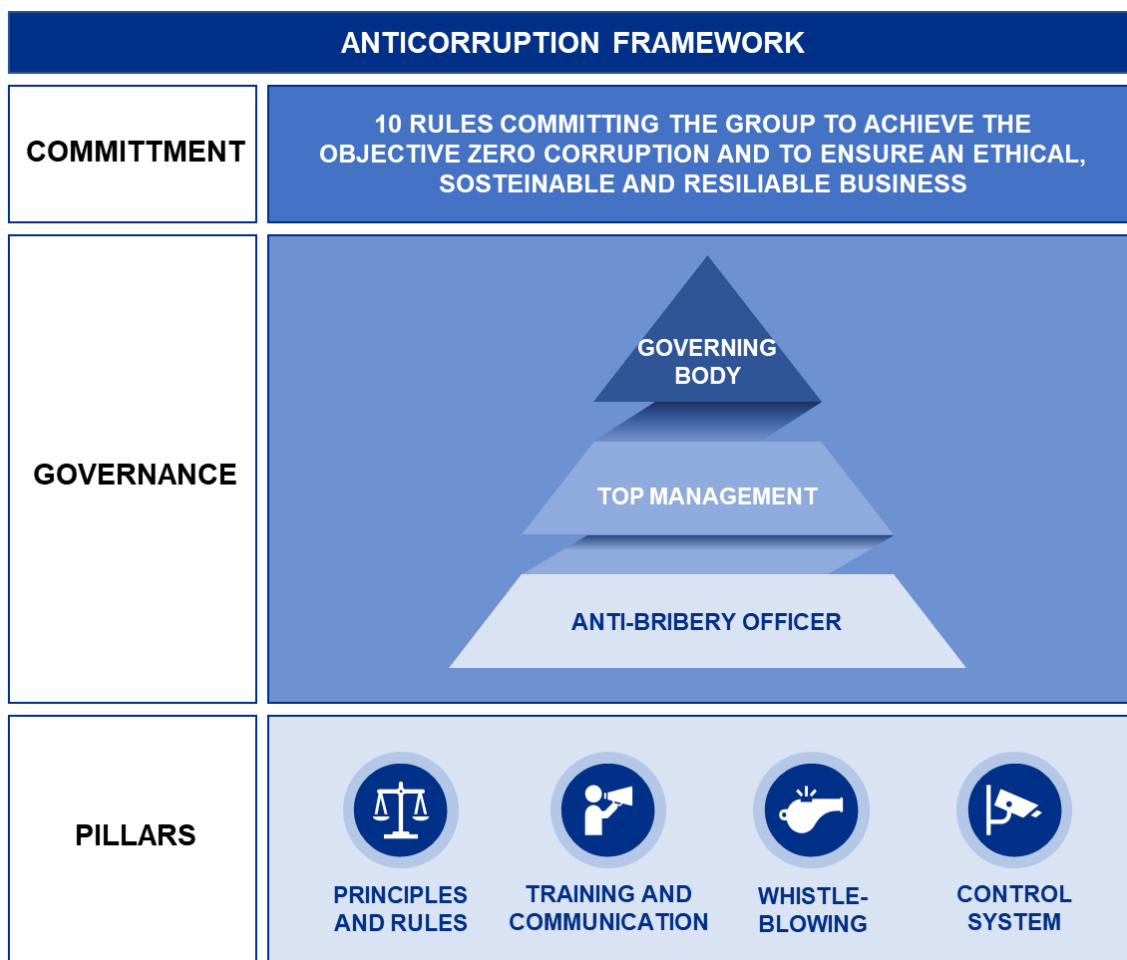 ANTICORRUPTION FRAMEWORK
COMMITTMENT
10 RULES COMMITTING THE GROUP TO ACHIEVE THE
OBJECTIVE ZERO CORRUPTION AND TO ENSURE AN ETHICAL,
SOSTEINABLE AND RESILIABLE BUSINESS
GOVERNANCE
GOVERNING
BODY
TOP MANAGEMENT
ANTI-BRIBERY OFFICER
PILLARS
PRINCIPLES
AND RULES
TRAINING AND
COMMUNICATION
WHISTLE-
BLOWING
CONTROL
SYSTEM